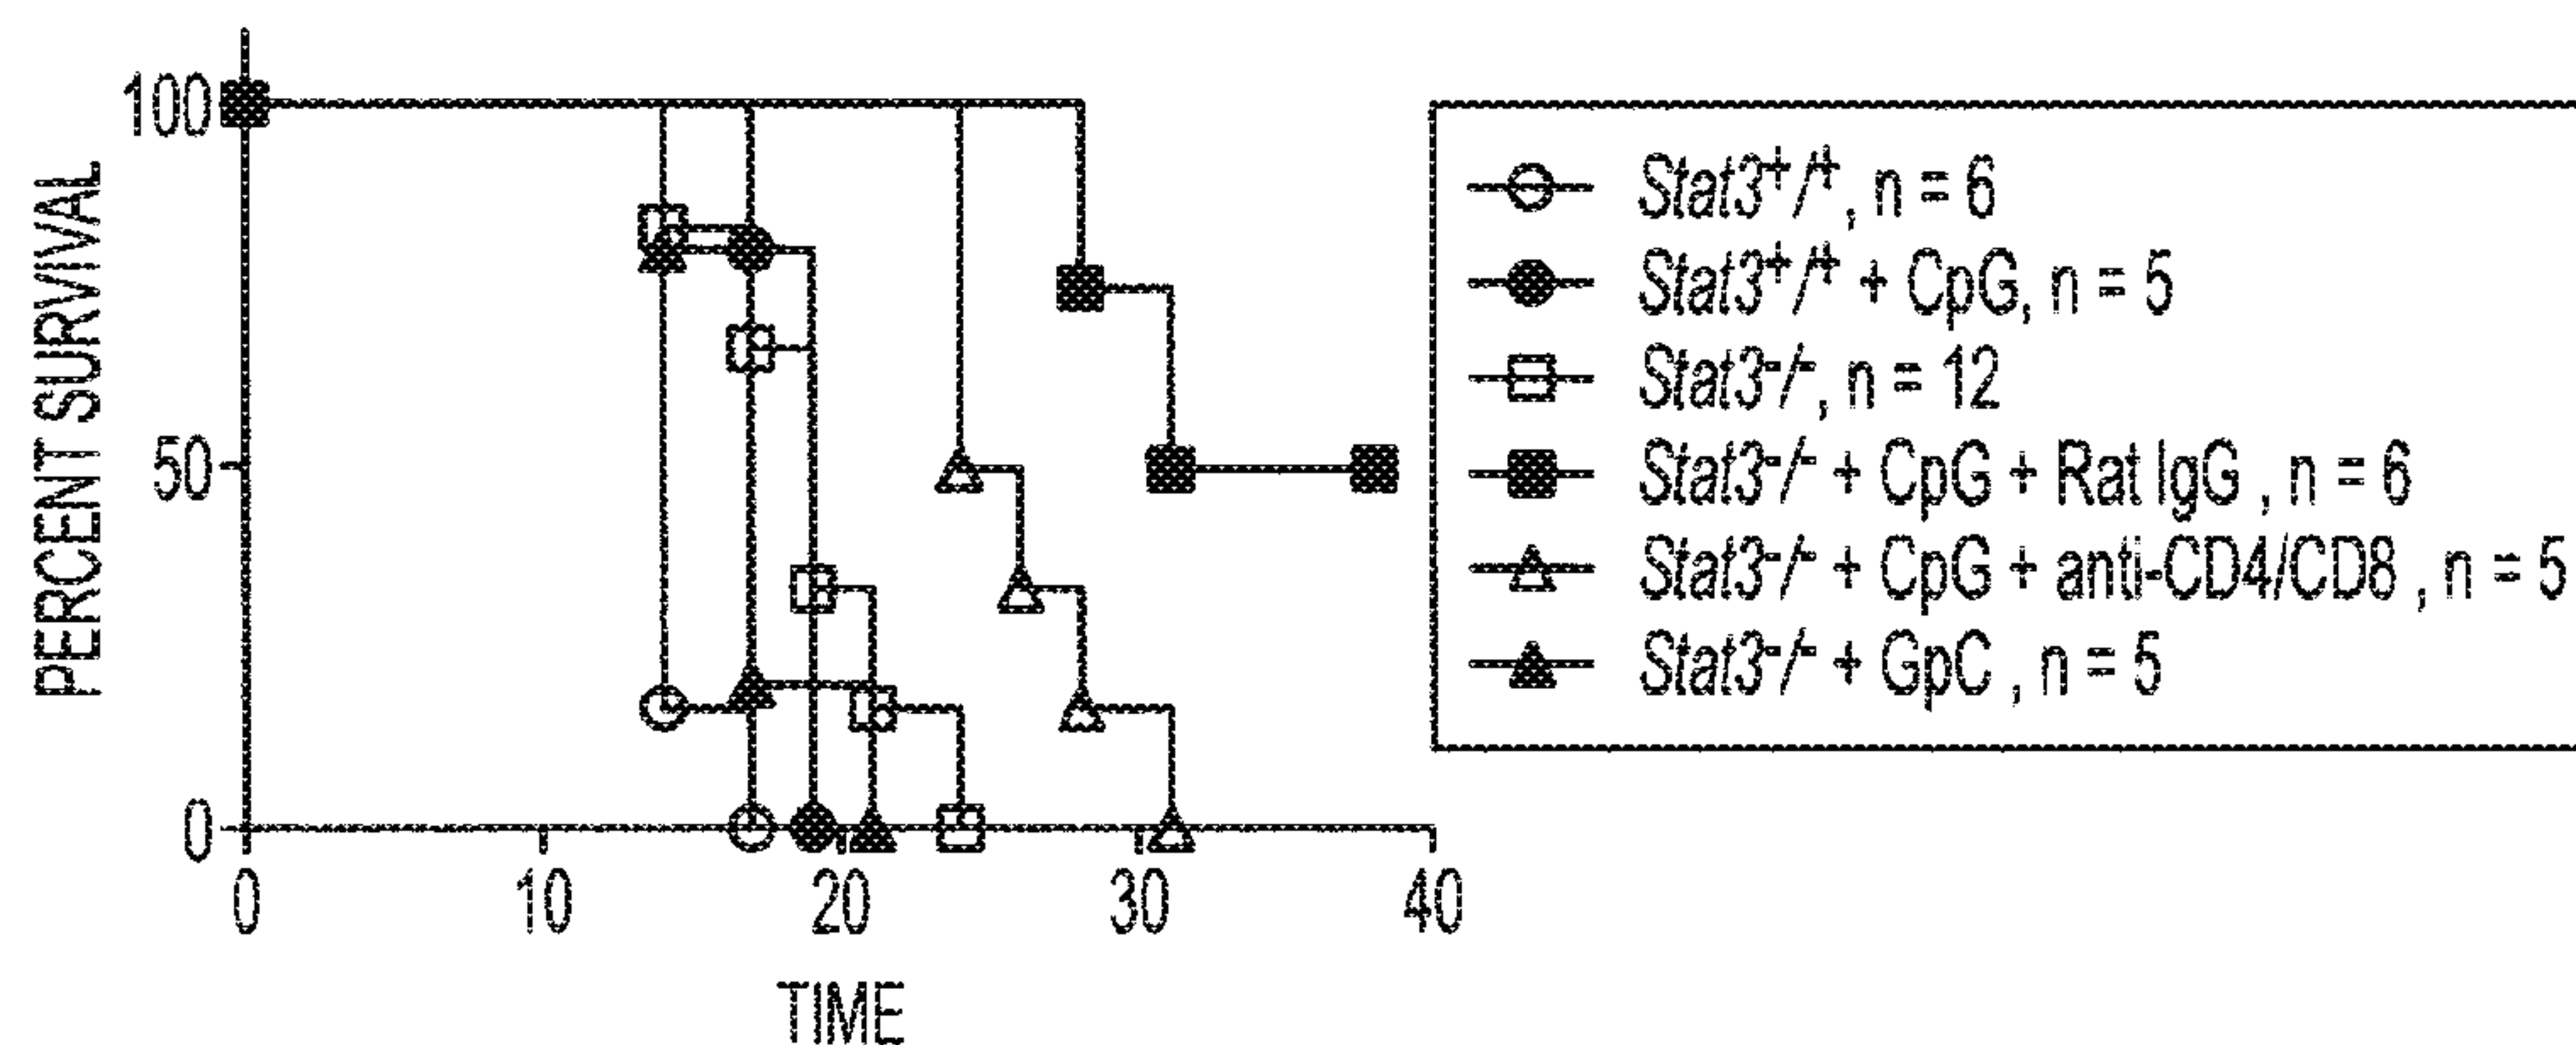 PERCENT SURVIVAL
100
50
0
0 10 20 30 40
TIME
Stat3+/+, n = 6
Stat3+/+ + CpG, n = 5
Stat3-/-, n = 12
Stat3-/- + CpG + Rat IgG , n = 6
Stat3-/- + CpG + anti-CD4/CD8 , n = 5
Stat3-/- + GpC , n = 5